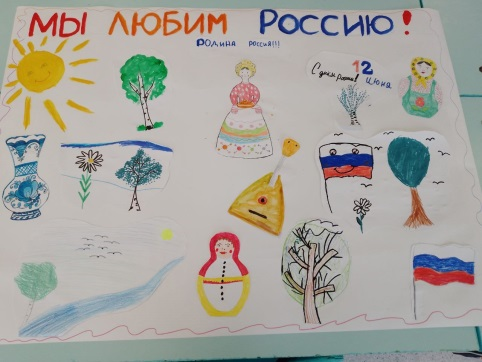 МЫ ЛЮБИМ РОССИЮ!
РОДИНА РОССИЯ!!!
С днём России 12
июня